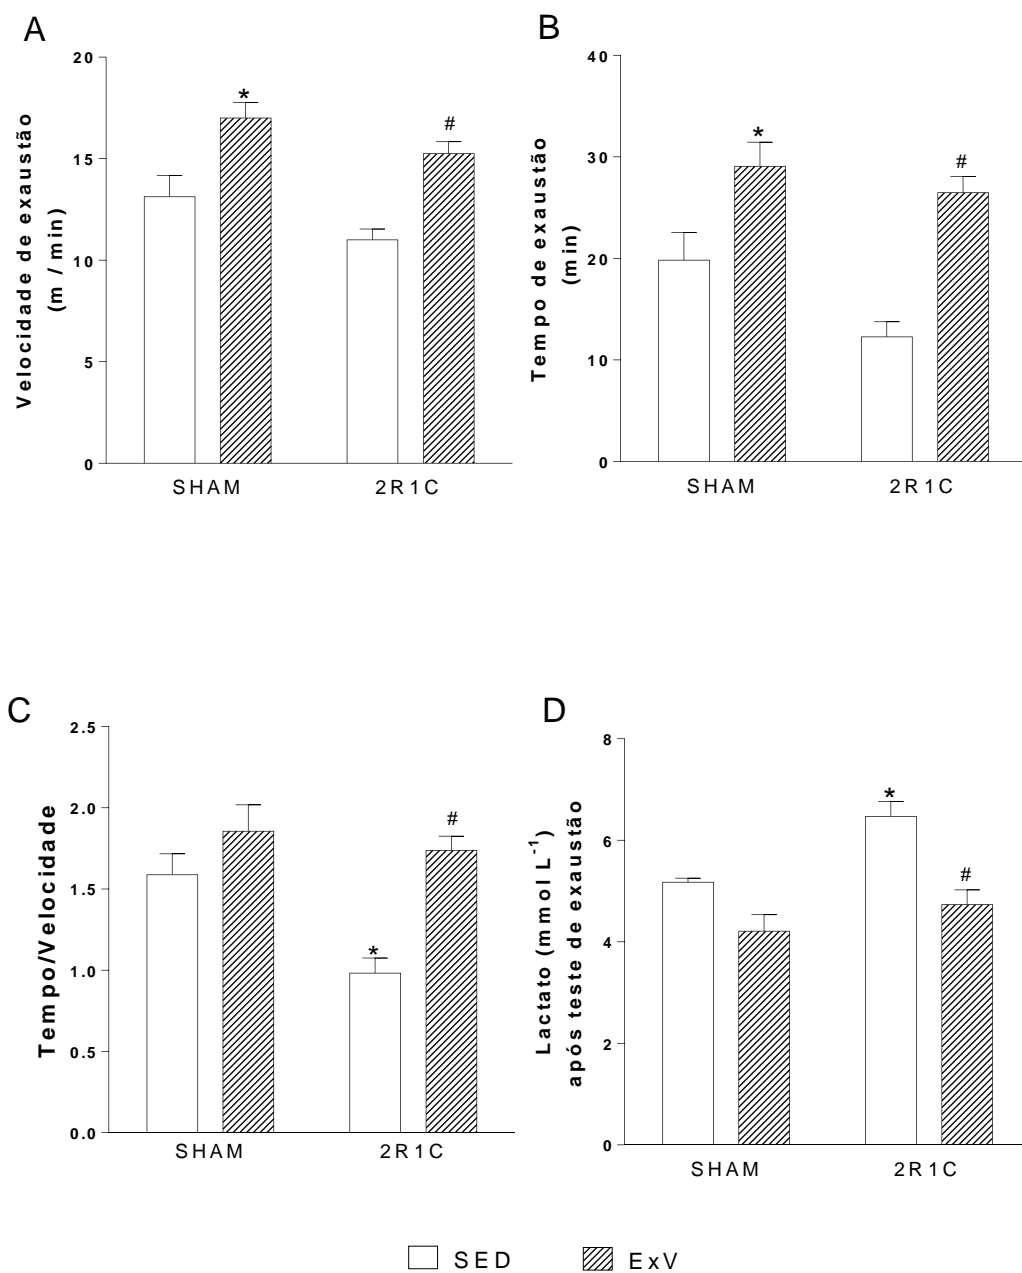 A
Velocidade de exaustão
(m / min)
20
15
10
5
0
*
#
SHAM
2R1C
B
Tempo de exaustão
(min)
40
30
20
10
0
*
#
SHAM
2R1C
C
Tempo/Velocidade
2.5
2.0
1.5
1.0
0.5
0.0
*
#
SHAM
2R1C
D
Lactato (mmol L⁻¹)
após teste de exaustão
8
6
4
2
0
*
#
SHAM
2R1C
SED
ExV